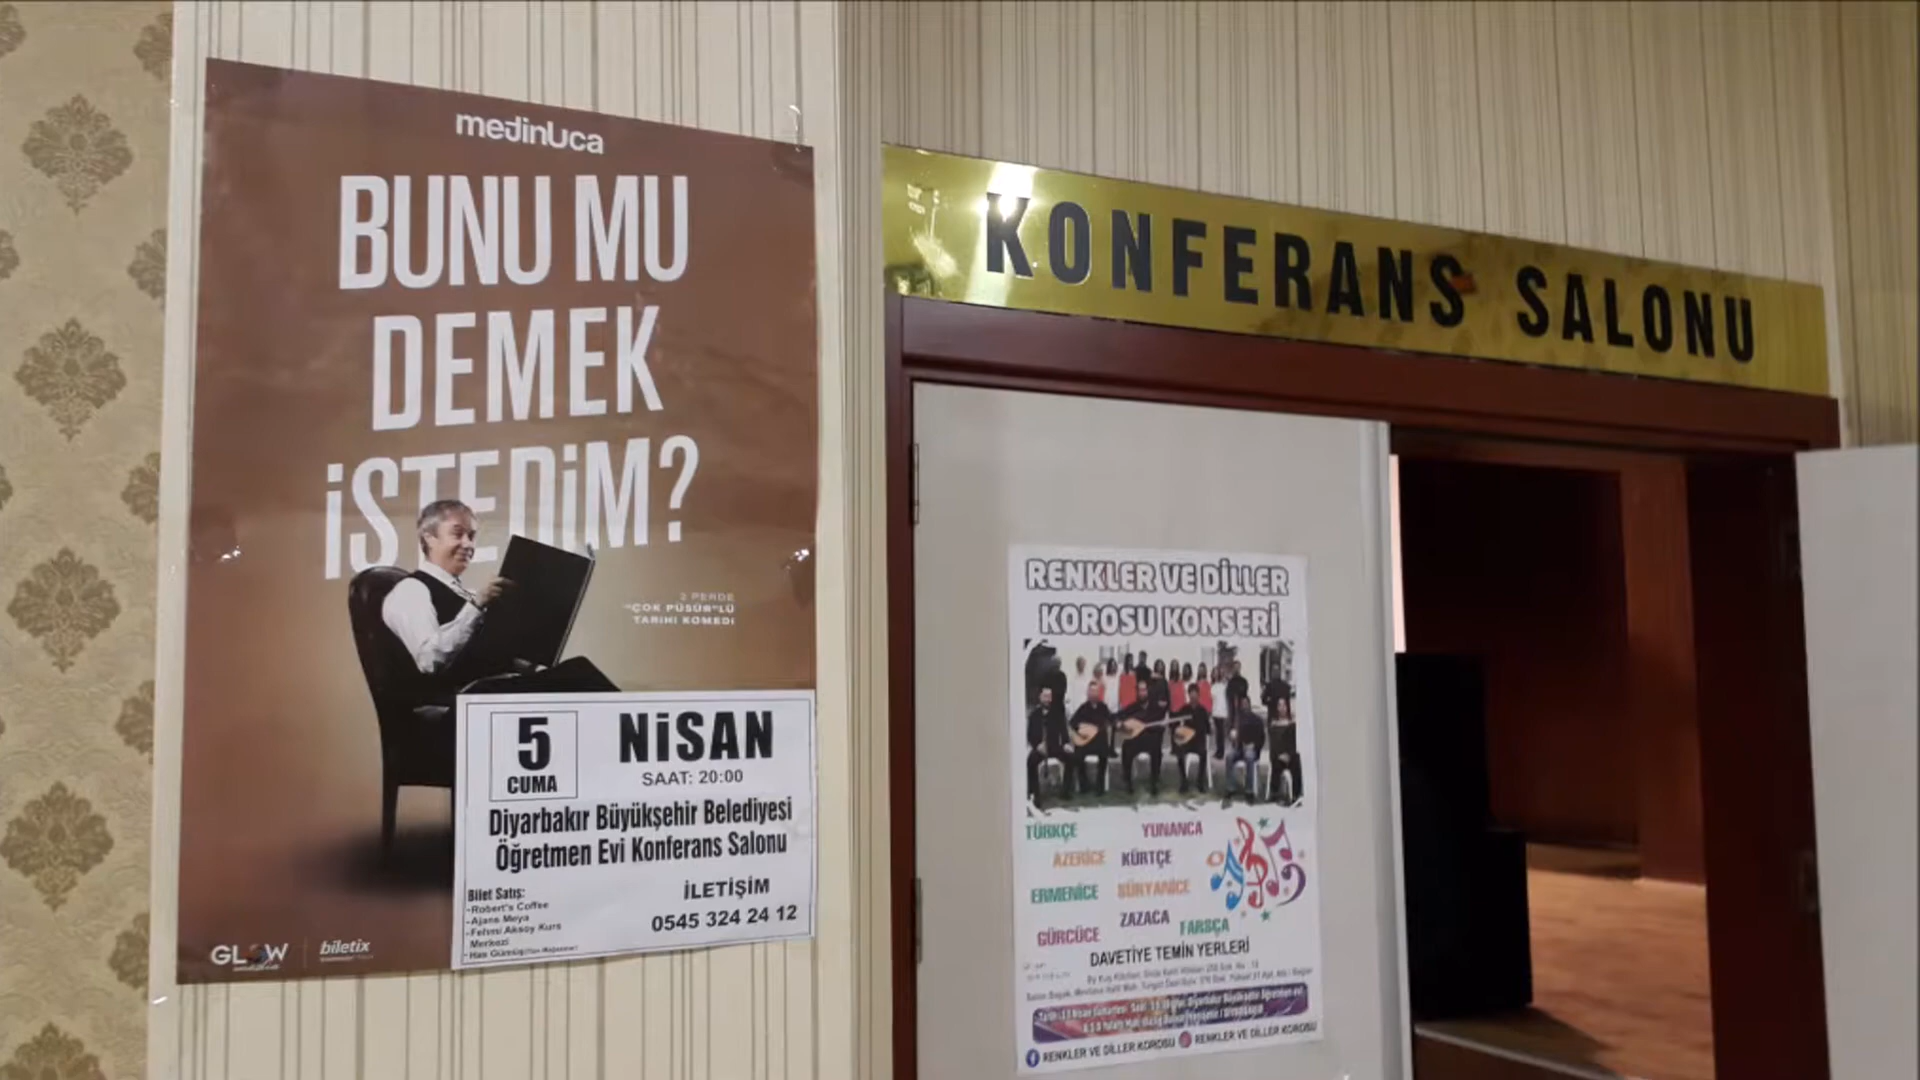 medinUca
BUNU MU
DEMEK
iSTEDiM?
2 PERDE
"ÇOK PÜSÜR"LÜ
TARİHİ KOMEDİ
5
CUMA
NiSAN
SAAT: 20:00
Diyarbakır Büyükşehir Belediyesi
Öğretmen Evi Konferans Salonu
Bilet Satış:
-Robert's Coffee
-Ajans Meya
-Fehmi Aksoy Kurs
Merkezi
İLETİŞİM
0545 324 24 12
GLOW
biletix
KONFERANS SALONU
RENKLER VE DİLLER
KOROSU KONSERİ
TÜRKÇE
YUNANCA
AZERİCE
KÜRTÇE
ERMENİCE
SÜRYANİCE
ZAZACA
FARSÇA
GÜRCÜCE
DAVETİYE TEMİN YERLERİ
RENKLER VE DİLLER KOROSU
RENKLER VE DİLLER KOROSU